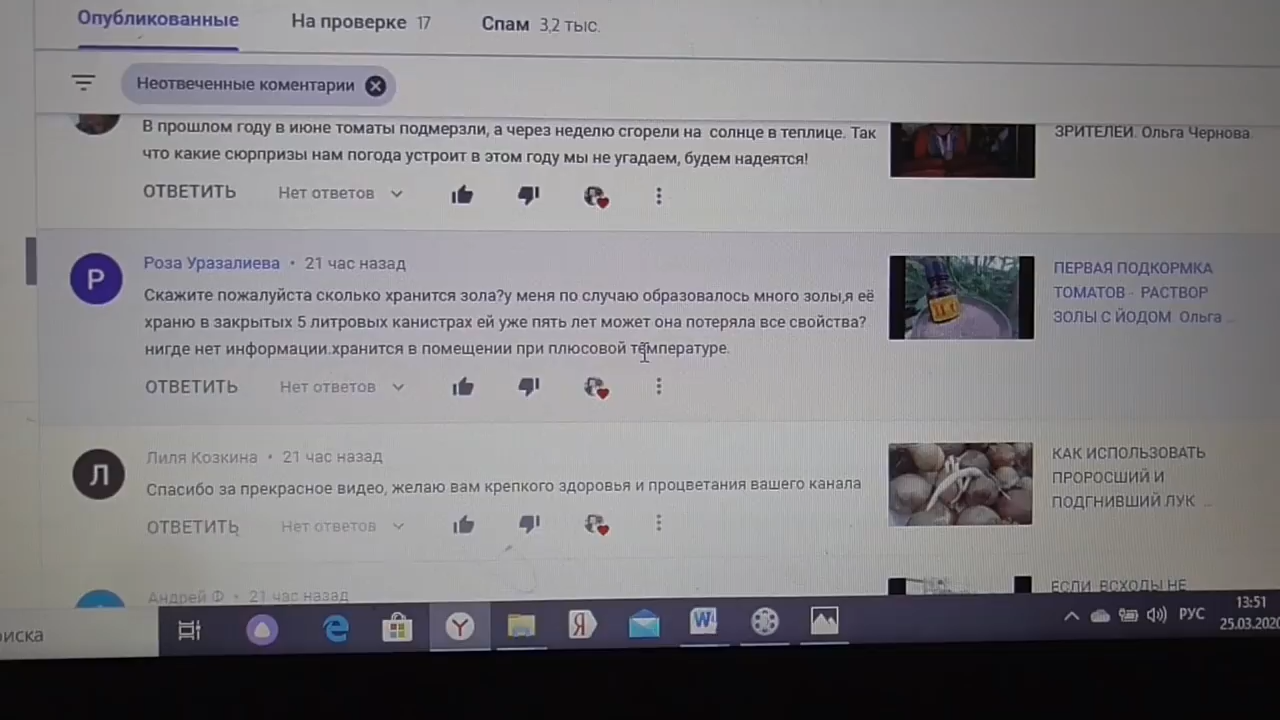 Опубликованные
На проверке 17
Спам 3,2 тыс.
Неотвеченные коментарии
В прошлом году в июне томаты подмерзли, а через неделю сгорели на солнце в теплице. Так
что какие сюрпризы нам погода устроит в этом году мы не угадаем, будем надеятся!
ЗРИТЕЛЕЙ. Ольга Чернова
ОТВЕТИТЬ
Нет ответов
Р
Роза Уразалиева • 21 час назад
Скажите пожалуйста сколько хранится зола?у меня по случаю образовалось много золы,я её
храню в закрытых 5 литровых канистрах ей уже пять лет может она потеряла все свойства?
нигде нет информации.хранится в помещении при плюсовой температуре.
ПЕРВАЯ ПОДКОРМКА
ТОМАТОВ - РАСТВОР
ЗОЛЫ С ЙОДОМ Ольга ...
ОТВЕТИТЬ
Нет ответов
Л
Лиля Козкина • 21 час назад
Спасибо за прекрасное видео, желаю вам крепкого здоровья и процветания вашего канала
КАК ИСПОЛЬЗОВАТЬ
ПРОРОСШИЙ И
ПОДГНИВШИЙ ЛУК ...
ОТВЕТИТЬ
Нет ответов
Андрей Ф • 21 час назад
ЕСЛИ ВСХОДЫ НЕ
иска
РУС
13:51
25.03.2020